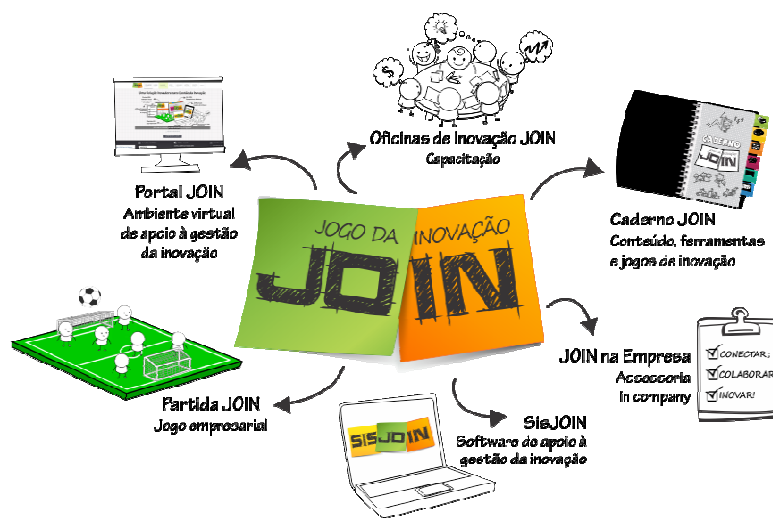 Oficinas de Inovação JOIN
Capacitação
Portal JOIN
Ambiente virtual
de apoio à gestão
da inovação
CADERNO
JOIN
Caderno JOIN
Conteúdo, ferramentas
e jogos de inovação
JOGO DA INOVAÇÃO
JOIN
JOIN na Empresa
Assessoria
In company
CONECTAR;
COLABORAR
INOVAR!
Partida JOIN
Jogo empresarial
SISJOIN
SisJOIN
Software de apoio à
gestão da inovação